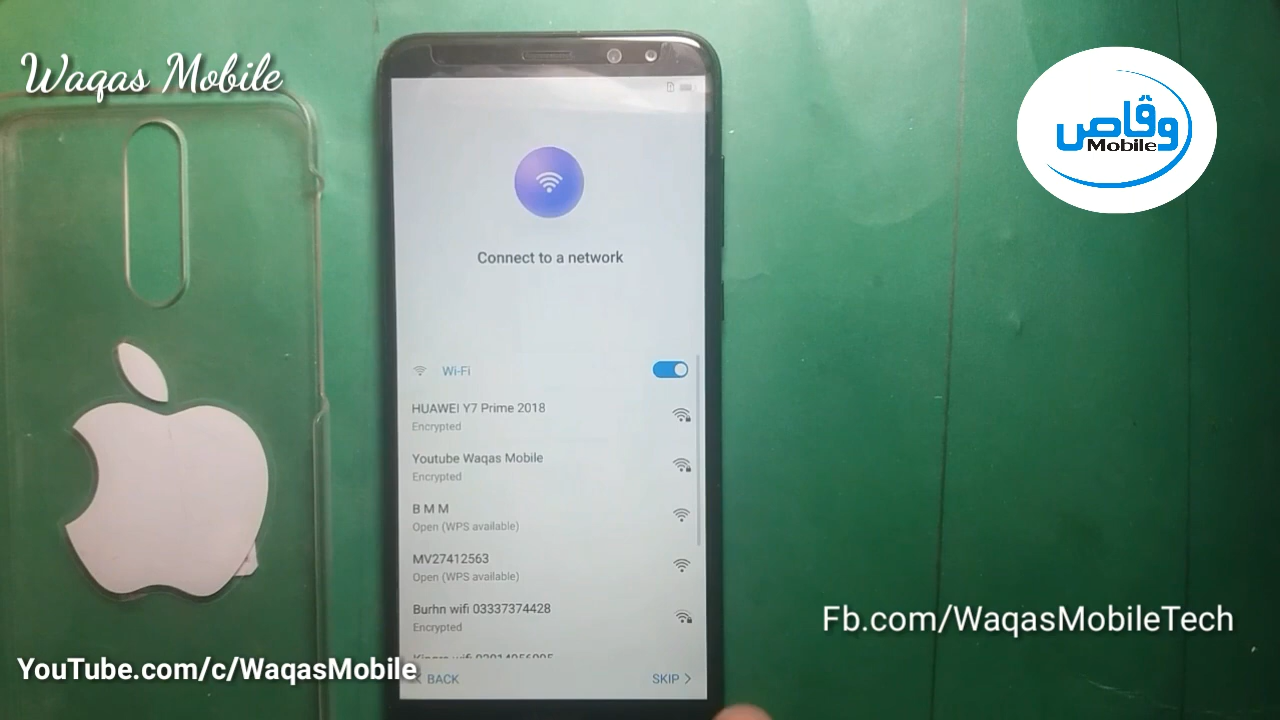 Waqas Mobile
وقاص
Mobile
Connect to a network
Wi-Fi
HUAWEI Y7 Prime 2018
Encrypted
Youtube Waqas Mobile
Encrypted
B M M
Open (WPS available)
MV27412563
Open (WPS available)
Burhn wifi 03337374428
Encrypted
BACK
SKIP
Fb.com/WaqasMobileTech
YouTube.com/c/WaqasMobile